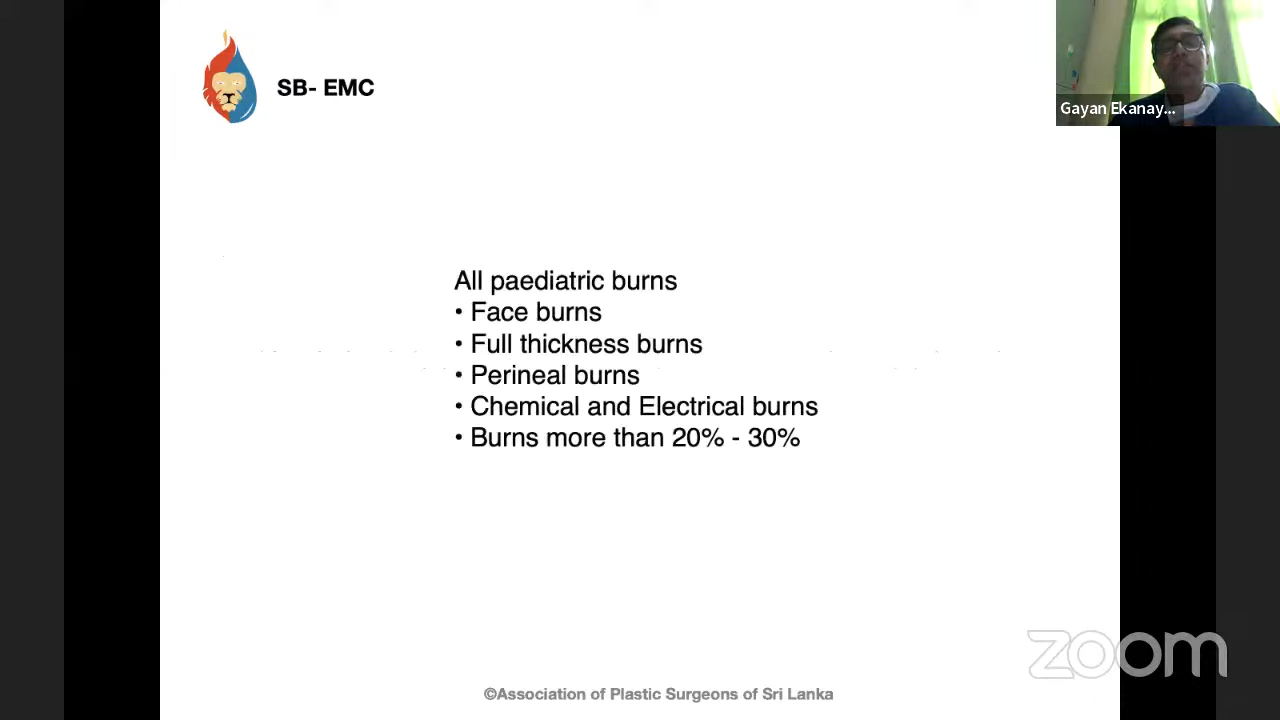 SB- EMC
Gayan Ekanay...
All paediatric burns
• Face burns
• Full thickness burns
• Perineal burns
• Chemical and Electrical burns
• Burns more than 20% - 30%
zoom
©Association of Plastic Surgeons of Sri Lanka